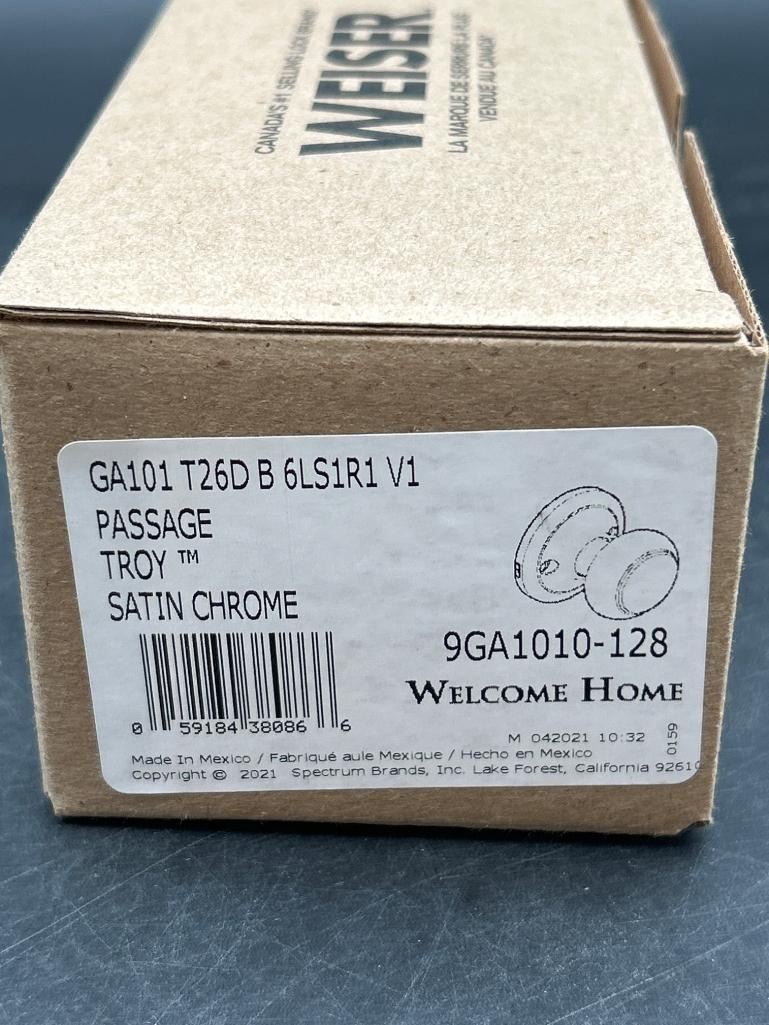 CANADA'S #1 SELLING LOCK BRAND
WEISER
LA MARQUE DE SERRURE LA PLUS
VENDUE AU CANADA
GA101 T26D B 6LS1R1 V1
PASSAGE
TROY ™
SATIN CHROME
0 59184 38086 6
9GA1010-128
WELCOME HOME
M 042021 10:32
0159
Made In Mexico / Fabriqué aule Mexique / Hecho en Mexico
Copyright © 2021 Spectrum Brands, Inc. Lake Forest, California 92610